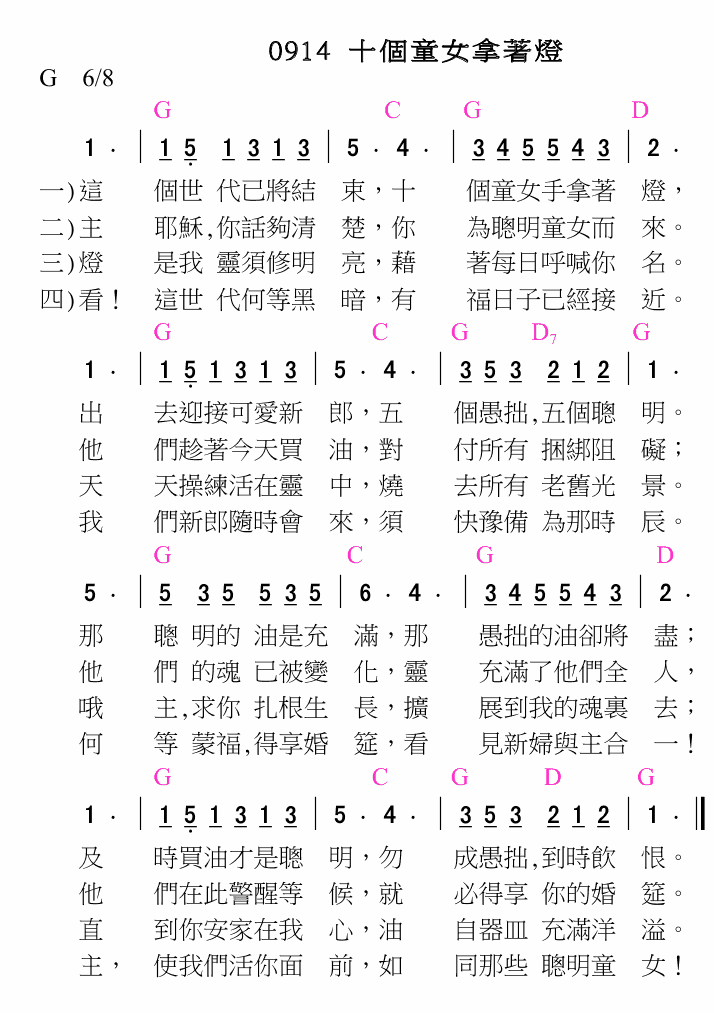 0914 十個童女拿著燈
G 6/8
G C G D
1 · | 1 5 1 3 1 3 | 5 · 4 · | 3 4 5 5 4 3 | 2 ·
一)這 個世 代已將結 束，十 個童女手拿著 燈，
二)主 耶穌,你話夠清 楚，你 為聰明童女而 來。
三)燈 是我 靈須修明 亮，藉 著每日呼喊你 名。
四)看！ 這世 代何等黑 暗，有 福日子已經接 近。
G C G D7 G
1 · | 1 5 1 3 1 3 | 5 · 4 · | 3 5 3 2 1 2 | 1 ·
出 去迎接可愛新 郎，五 個愚拙,五個聰 明。
他 們趁著今天買 油，對 付所有 捆綁阻 礙；
天 天操練活在靈 中，燒 去所有 老舊光 景。
我 們新郎隨時會 來，須 快豫備 為那時 辰。
G C G D
5 · | 5 3 5 5 3 5 | 6 · 4 · | 3 4 5 5 4 3 | 2 ·
那 聰 明的 油是充 滿，那 愚拙的油卻將 盡；
他 們 的魂 已被變 化，靈 充滿了他們全 人，
哦 主,求你 扎根生 長，擴 展到我的魂裏 去；
何 等 蒙福,得享婚 筵，看 見新婦與主合 一！
G C G D G
1 · | 1 5 1 3 1 3 | 5 · 4 · | 3 5 3 2 1 2 | 1 ·
及 時買油才是聰 明，勿 成愚拙,到時飲 恨。
他 們在此警醒等 候，就 必得享 你的婚 筵。
直 到你安家在我 心，油 自器皿 充滿洋 溢。
主， 使我們活你面 前，如 同那些 聰明童 女！